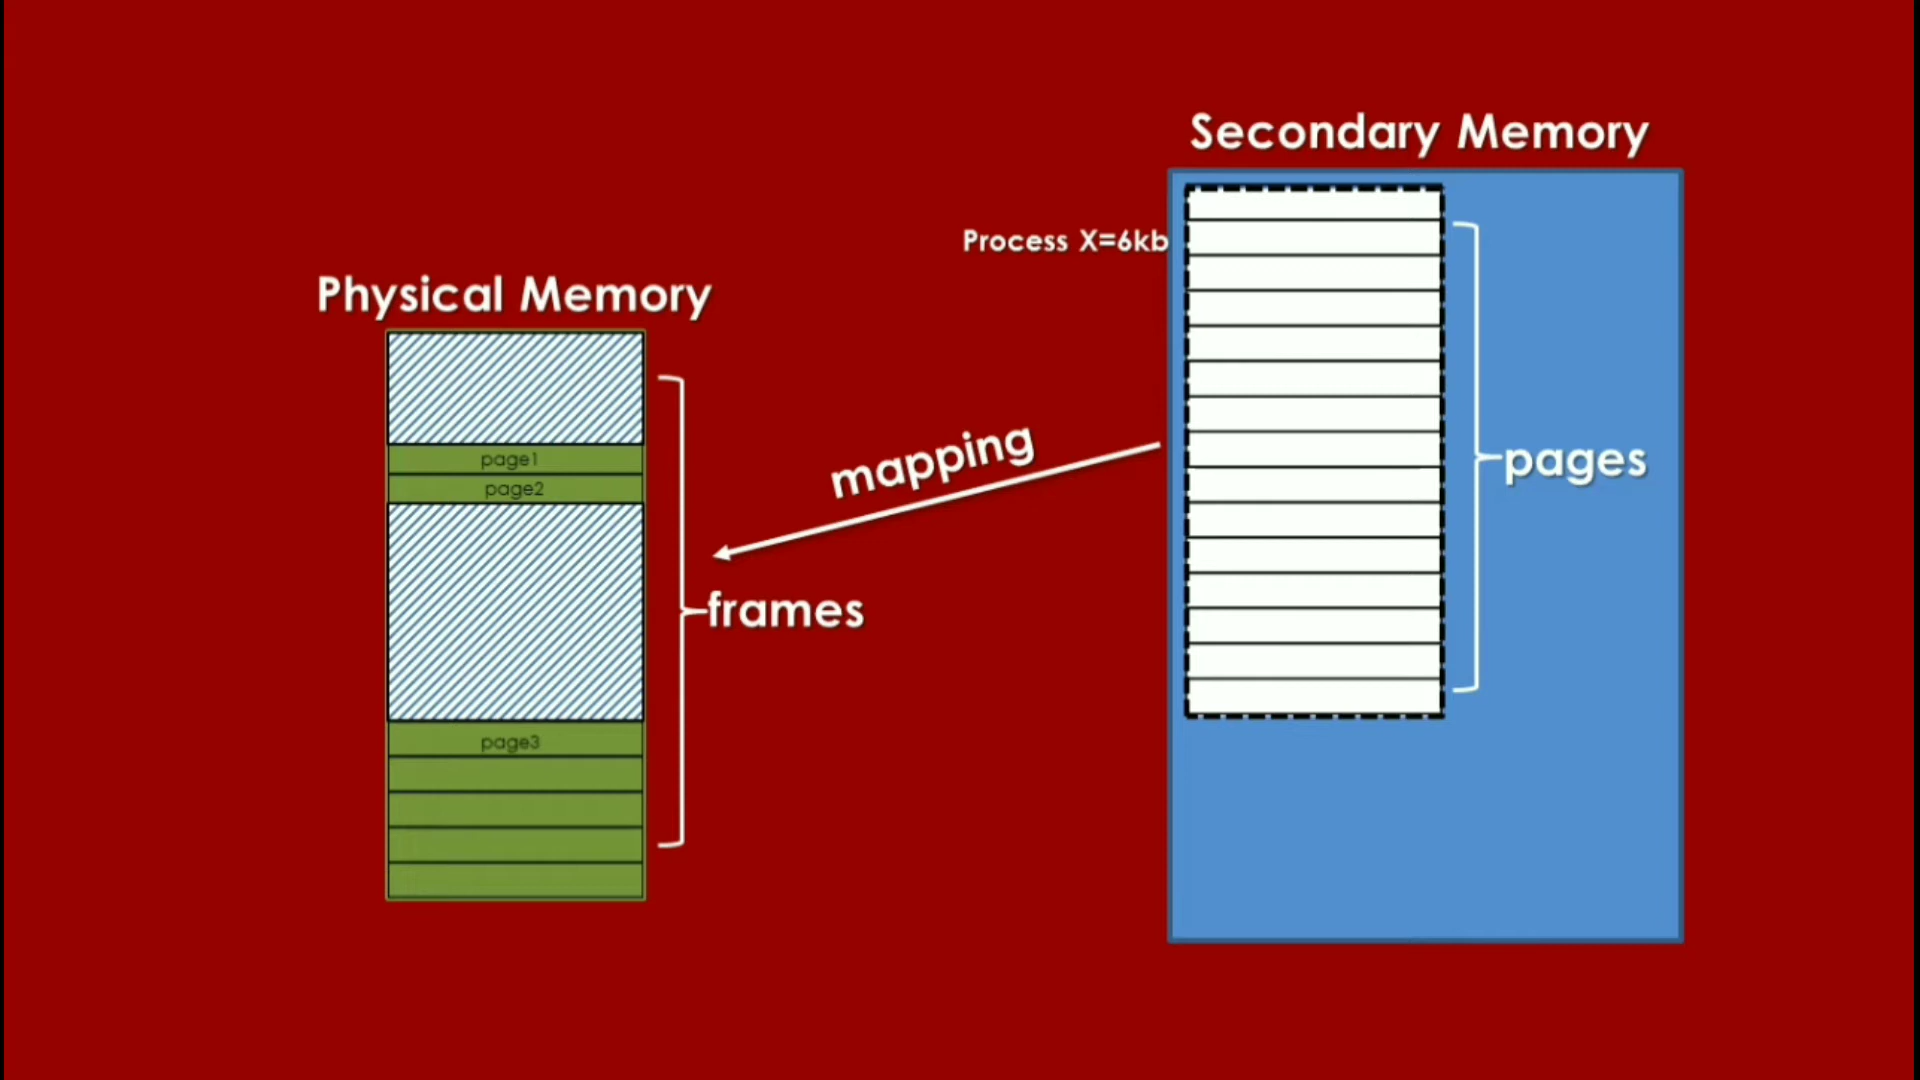 Secondary Memory
Process X=6kb
Physical Memory
mapping
page1
page2
pages
frames
page3